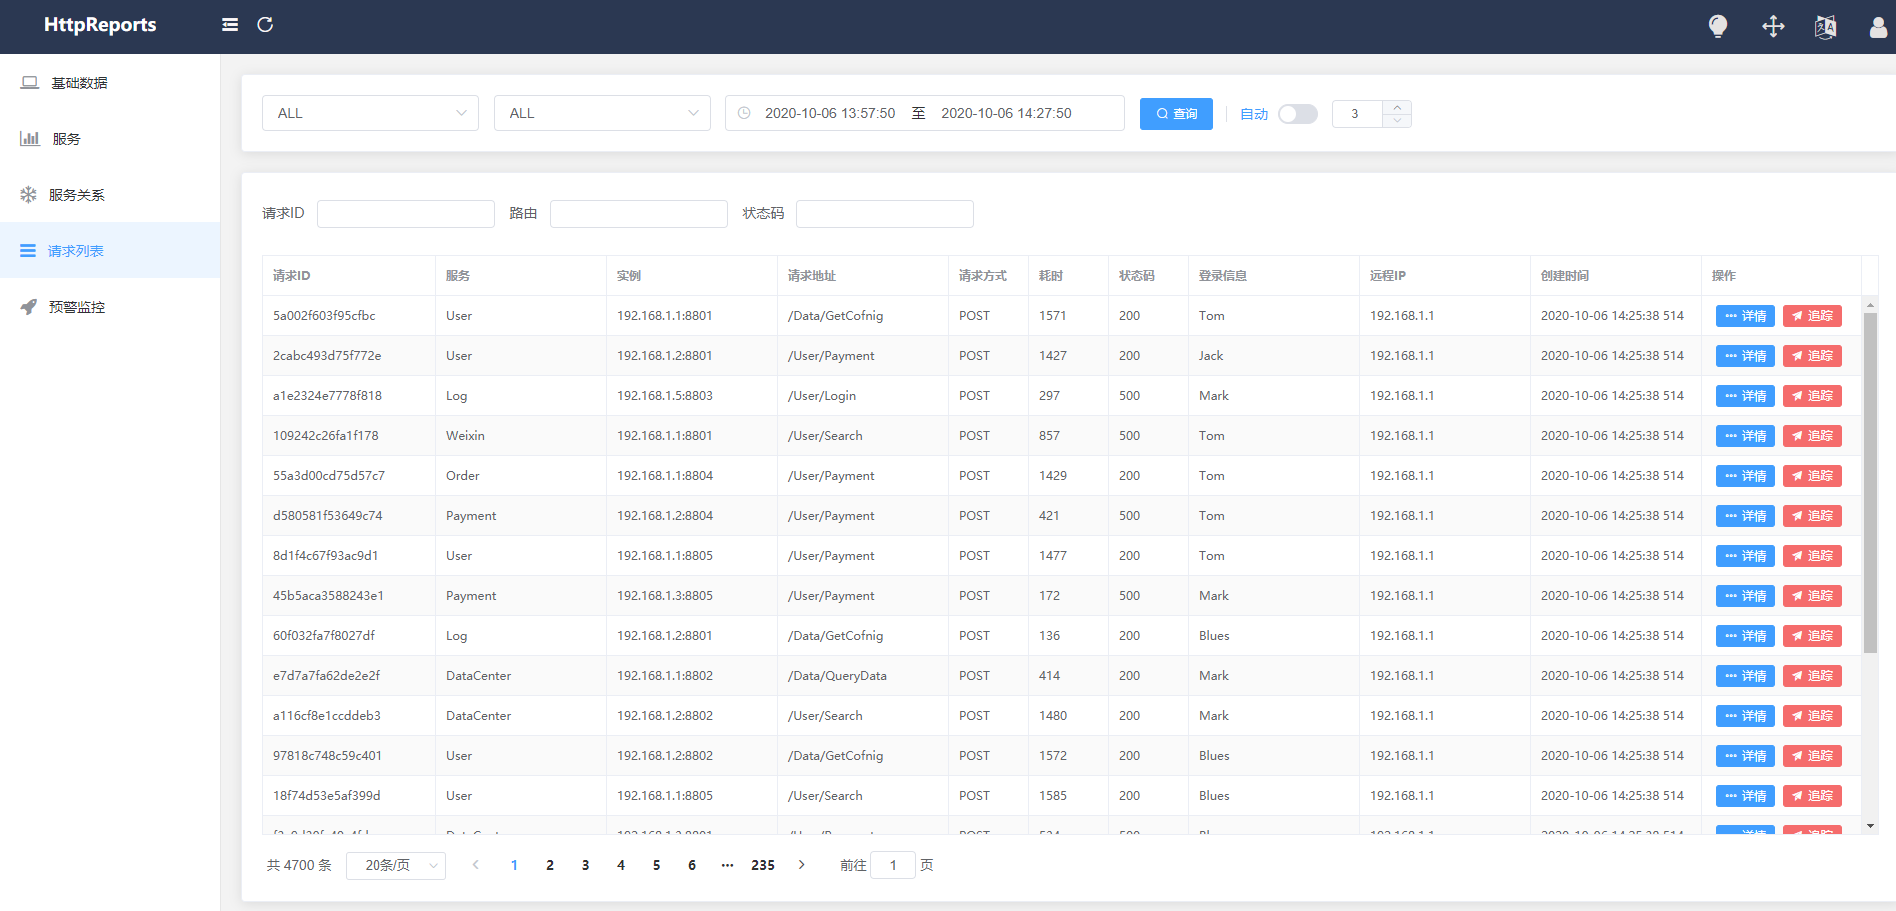 HttpReports
基础数据
服务
服务关系
请求列表
预警监控
ALL ALL 2020-10-06 13:57:50 至 2020-10-06 14:27:50 查询 自动 3
请求ID 路由 状态码
请求ID 服务 实例 请求地址 请求方式 耗时 状态码 登录信息 远程IP 创建时间 操作
5a002f603f95cfbc User 192.168.1.1:8801 /Data/GetCofnig POST 1571 200 Tom 192.168.1.1 2020-10-06 14:25:38 514 详情 追踪
2cabc493d75f772e User 192.168.1.2:8801 /User/Payment POST 1427 200 Jack 192.168.1.1 2020-10-06 14:25:38 514 详情 追踪
a1e2324e7778f818 Log 192.168.1.5:8803 /User/Login POST 297 500 Mark 192.168.1.1 2020-10-06 14:25:38 514 详情 追踪
109242c26fa1f178 Weixin 192.168.1.1:8801 /User/Search POST 857 500 Tom 192.168.1.1 2020-10-06 14:25:38 514 详情 追踪
55a3d00cd75d57c7 Order 192.168.1.1:8804 /User/Payment POST 1429 200 Tom 192.168.1.1 2020-10-06 14:25:38 514 详情 追踪
d580581f53649c74 Payment 192.168.1.2:8804 /User/Payment POST 421 500 Tom 192.168.1.1 2020-10-06 14:25:38 514 详情 追踪
8d1f4c67f93ac9d1 User 192.168.1.1:8805 /User/Payment POST 1477 200 Tom 192.168.1.1 2020-10-06 14:25:38 514 详情 追踪
45b5aca3588243e1 Payment 192.168.1.3:8805 /User/Payment POST 172 500 Mark 192.168.1.1 2020-10-06 14:25:38 514 详情 追踪
60f032fa7f8027df Log 192.168.1.2:8801 /Data/GetCofnig POST 136 200 Blues 192.168.1.1 2020-10-06 14:25:38 514 详情 追踪
e7d7a7fa62de2e2f DataCenter 192.168.1.1:8802 /Data/QueryData POST 414 200 Mark 192.168.1.1 2020-10-06 14:25:38 514 详情 追踪
a116cf8e1ccddeb3 DataCenter 192.168.1.2:8802 /User/Search POST 1480 200 Mark 192.168.1.1 2020-10-06 14:25:38 514 详情 追踪
97818c748c59c401 User 192.168.1.2:8802 /Data/GetCofnig POST 1572 200 Blues 192.168.1.1 2020-10-06 14:25:38 514 详情 追踪
18f74d53e5af399d User 192.168.1.1:8805 /User/Search POST 1585 200 Blues 192.168.1.1 2020-10-06 14:25:38 514 详情 追踪
共 4700 条 20条/页 1 2 3 4 5 6 ··· 235 前往 1 页